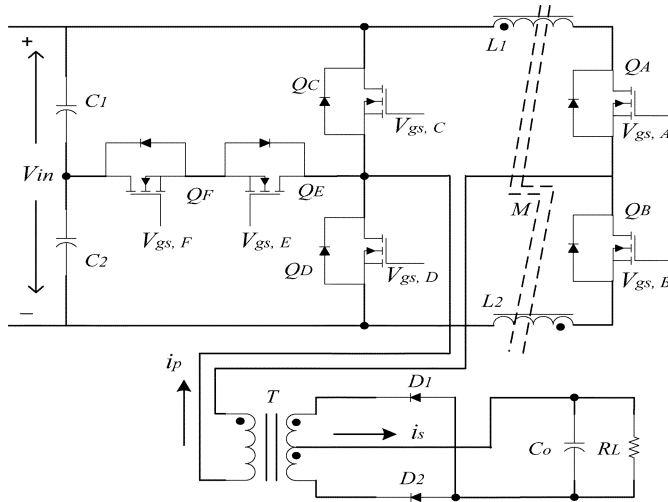 +
L1
QA
C1
QC
Vgs, C
Vgs, A
Vin
QF
QE
M
QB
C2
Vgs, F
Vgs, E
QD
Vgs, D
Vgs, B
L2
−
ip
T
D1
is
Co
RL
D2